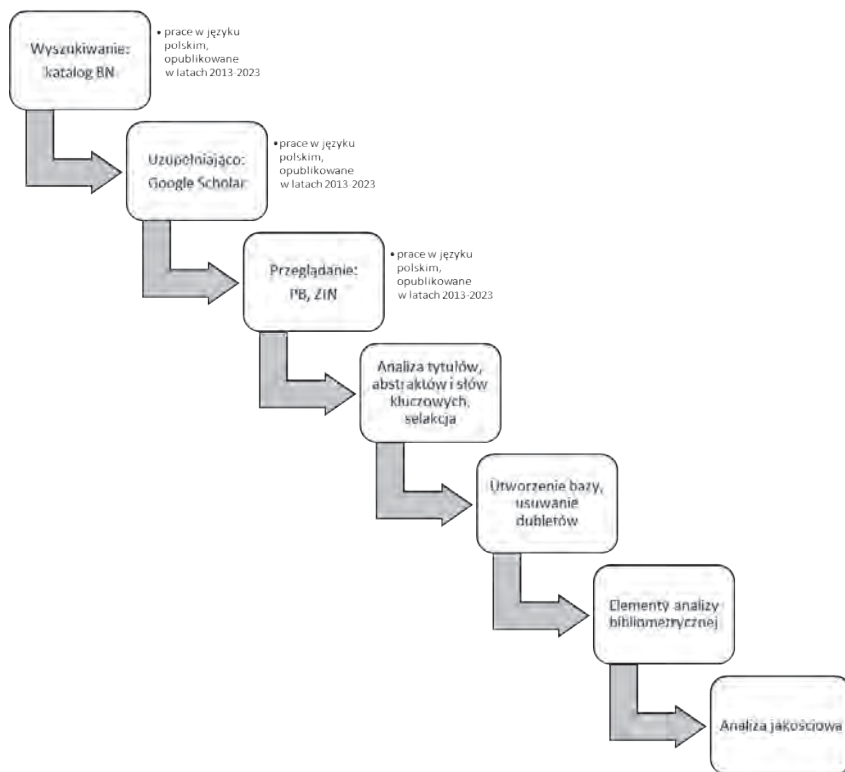 Wyszukiwanie:
katalog BN
• prace w języku
polskim,
opublikowane
w latach 2013-2023
Uzupełniająco:
Google Scholar
• prace w języku
polskim,
opublikowane
w latach 2013-2023
Przeglądanie:
PB, ZIN
• prace w języku
polskim,
opublikowane
w latach 2013-2023
Analiza tytułów,
abstraktów i słów
kluczowych,
selakcja
Utworzenie bazy,
usuwanie
dubletów
Elementy analizy
bibliometrycznej
Analiza jakościowa